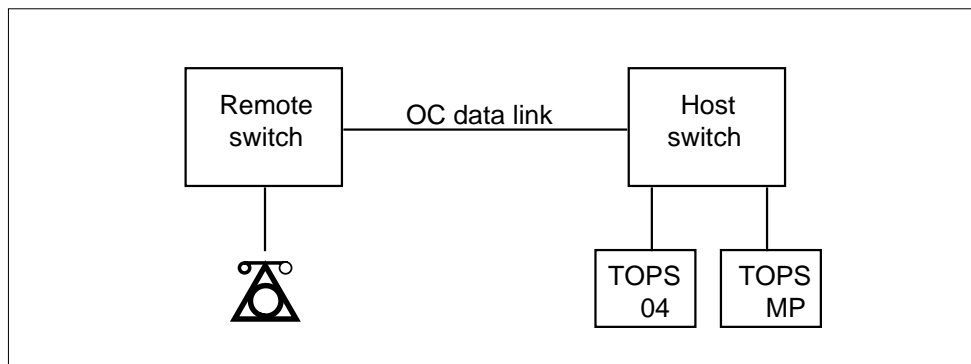 Remote
switch
OC data link
Host
switch
TOPS
04
TOPS
MP